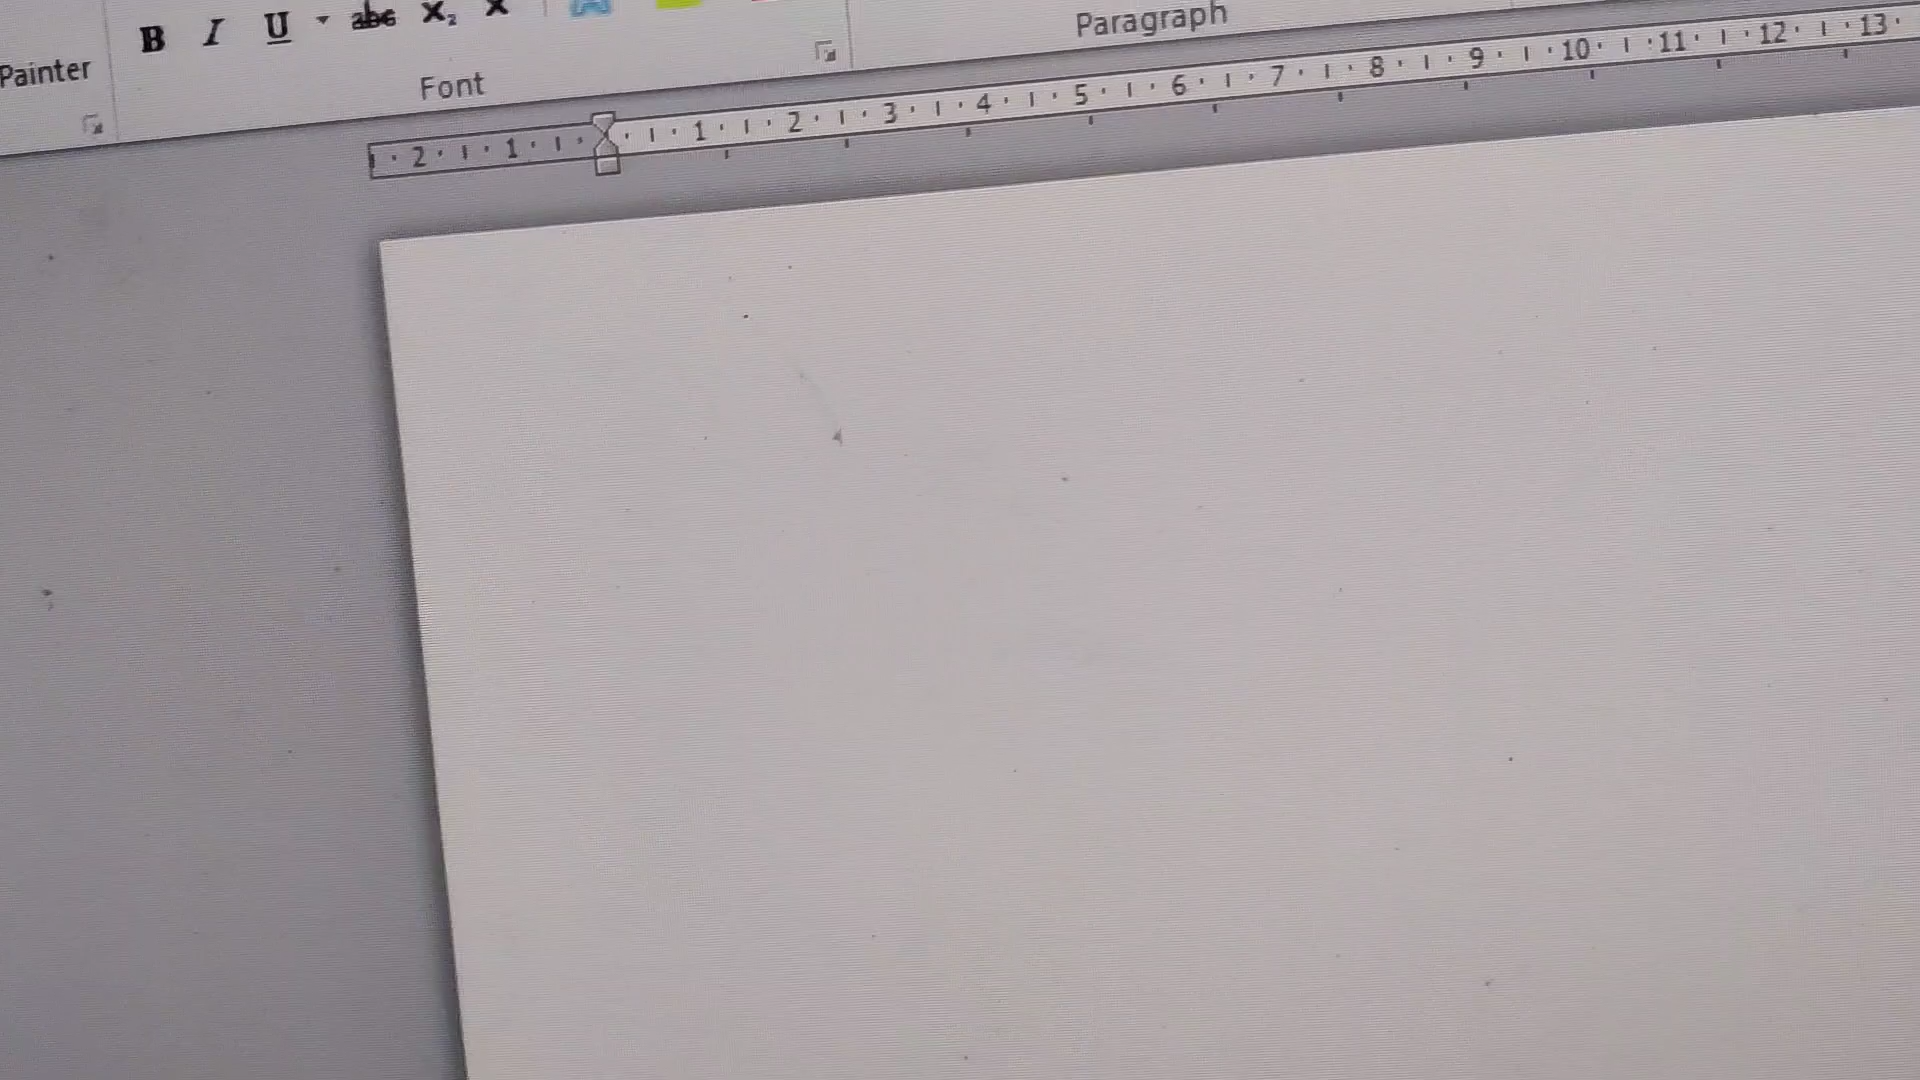 B I U abc X₂ X
Painter
Font
Paragraph
2 1 1 2 3 4 5 6 7 8 9 10 11 12 13